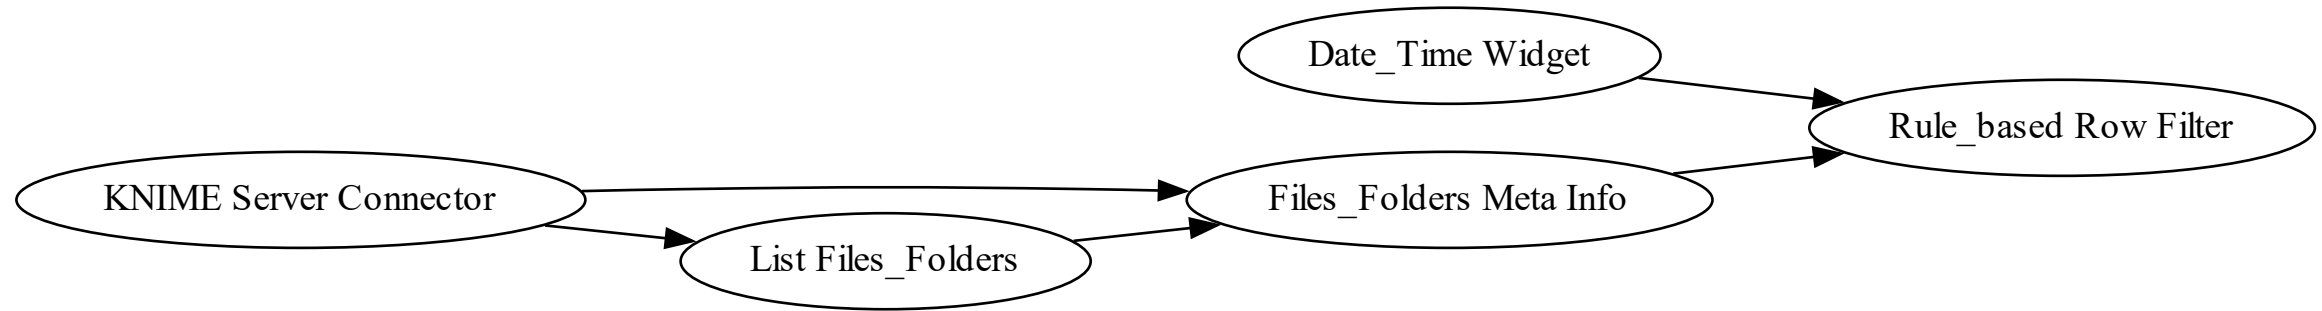 Date_Time Widget
Rule_based Row Filter
KNIME Server Connector
Files_Folders Meta Info
List Files_Folders